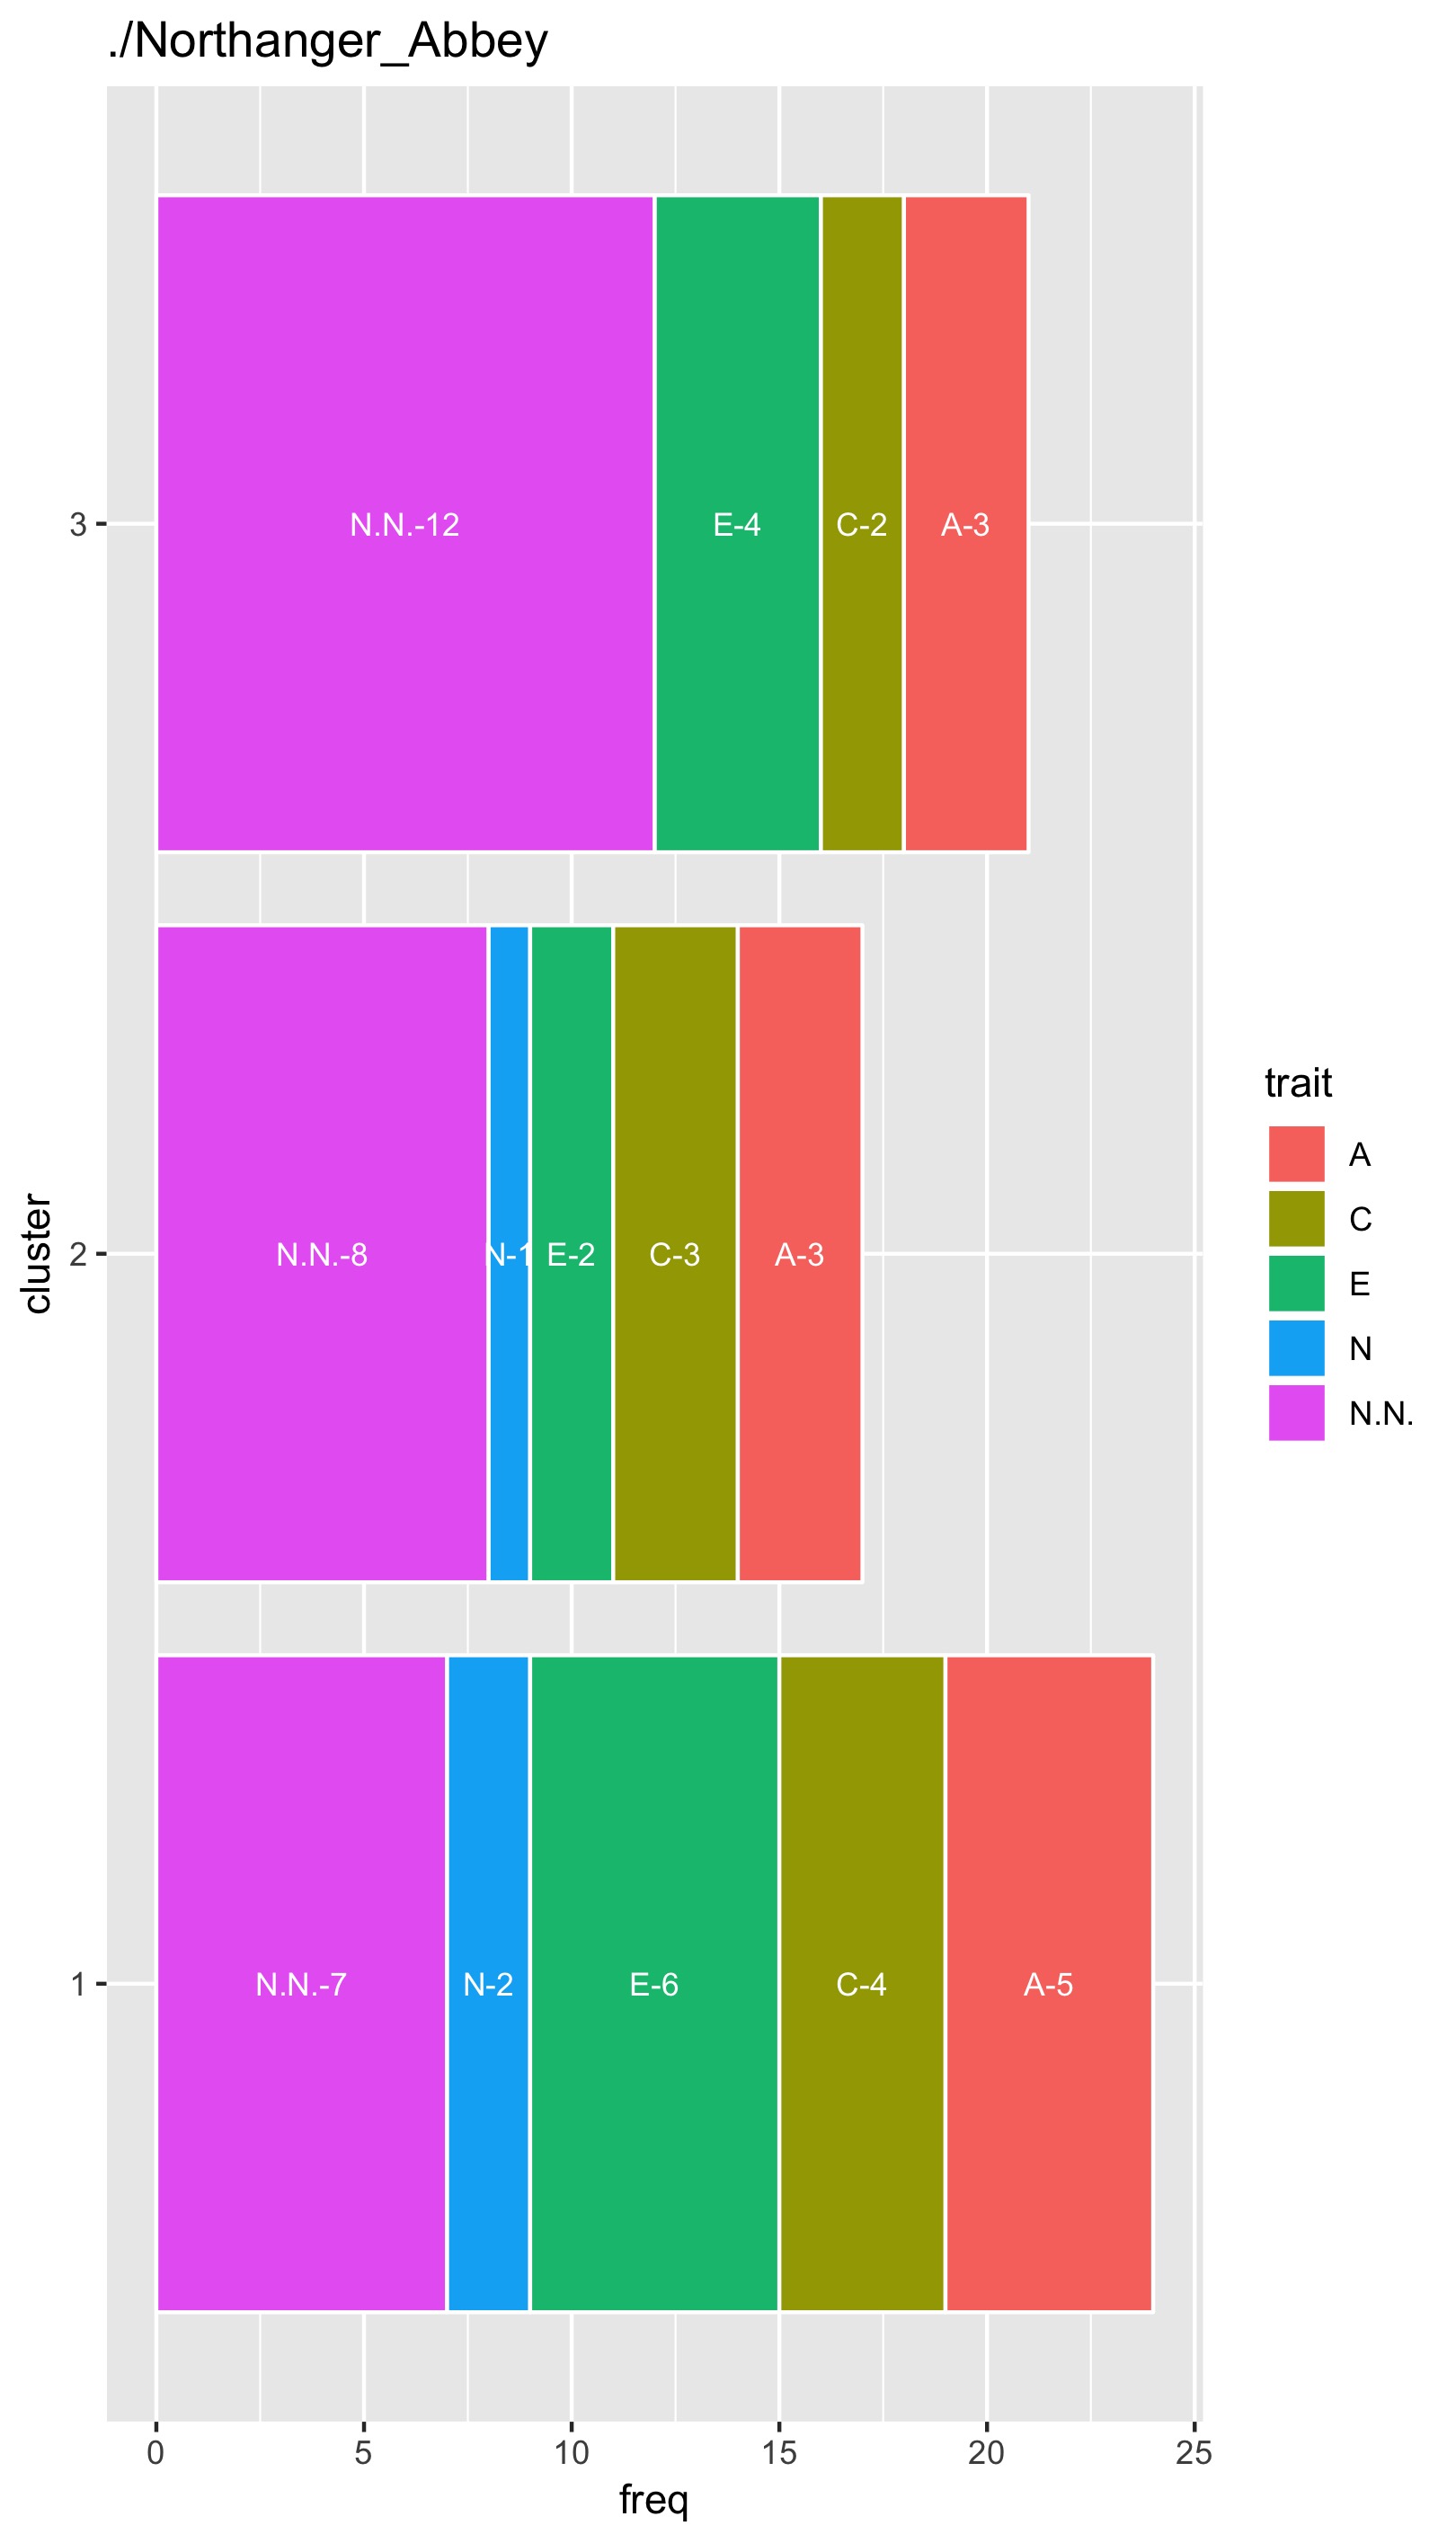 ./Northanger_Abbey
3
N.N.-12 E-4 C-2 A-3
2
N.N.-8 N-1 E-2 C-3 A-3
1
N.N.-7 N-2 E-6 C-4 A-5
cluster
0 5 10 15 20 25
freq
trait
A
C
E
N
N.N.